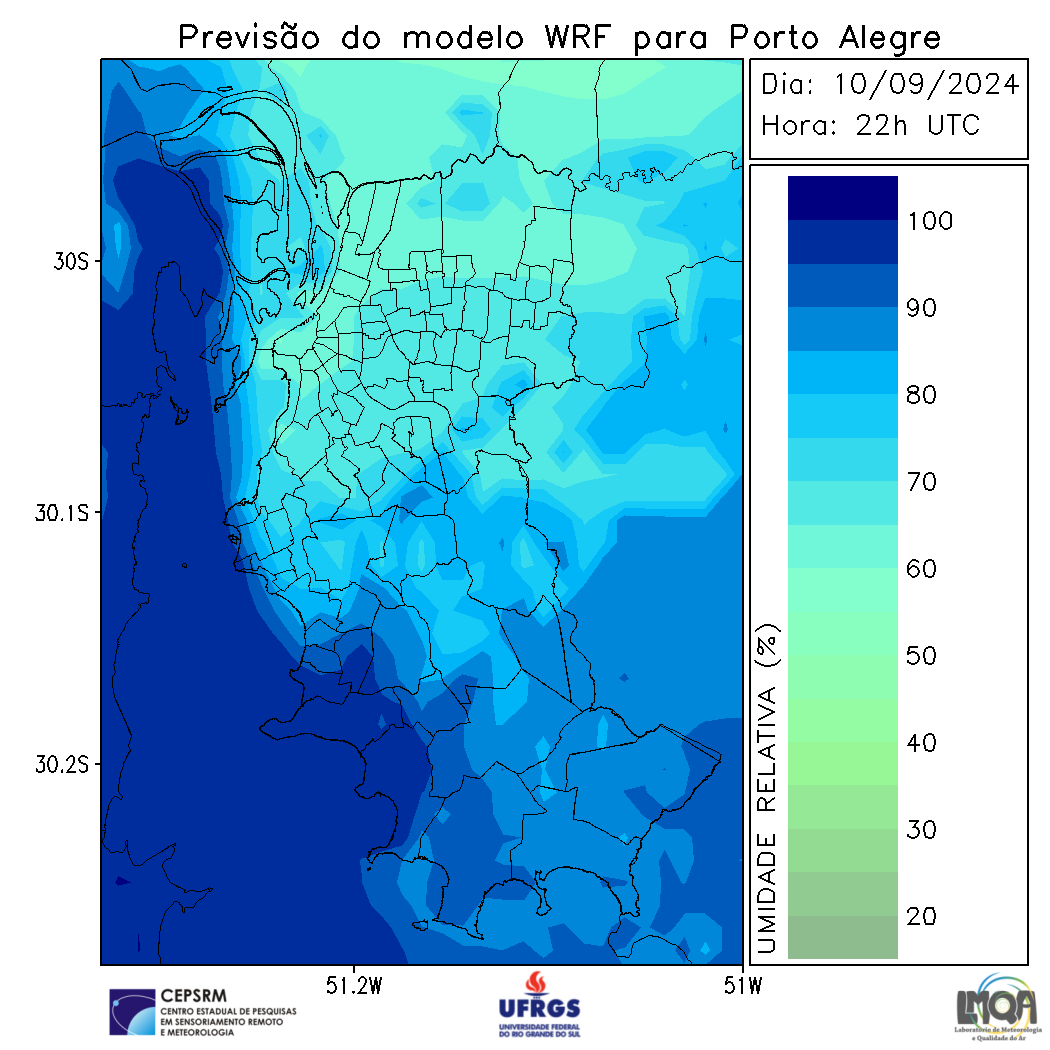 Previsão do modelo WRF para Porto Alegre
Dia: 10/09/2024
Hora: 22h UTC
30S
30.1S
30.2S
51.2W
51W
100
90
80
70
60
50
40
30
20
UMIDADE RELATIVA (%)
CEPSRM
CENTRO ESTADUAL DE PESQUISAS
EM SENSORIAMENTO REMOTO
E METEOROLOGIA
UFRGS
UNIVERSIDADE FEDERAL
DO RIO GRANDE DO SUL
LMQA
Laboratório de Meteorologia
e Qualidade do Ar